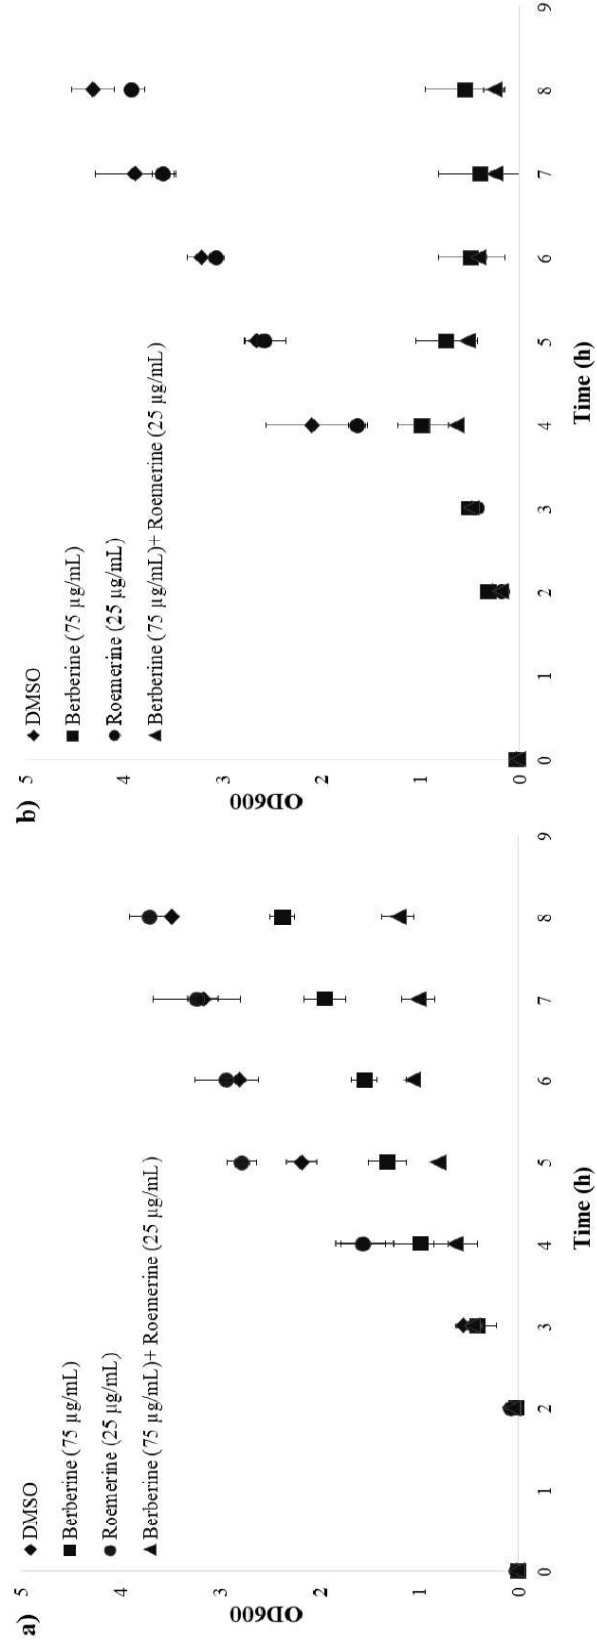 a)
5
4
3
2
1
0
OD600
DMSO
Berberine (75 µg/mL)
Roemerine (25 µg/mL)
Berberine (75 µg/mL)+ Roemerine (25 µg/mL)
0 1 2 3 4 5 6 7 8 9
Time (h)
b)
5
4
3
2
1
0
OD600
DMSO
Berberine (75 µg/mL)
Roemerine (25 µg/mL)
Berberine (75 µg/mL)+ Roemerine (25 µg/mL)
0 1 2 3 4 5 6 7 8 9
Time (h)